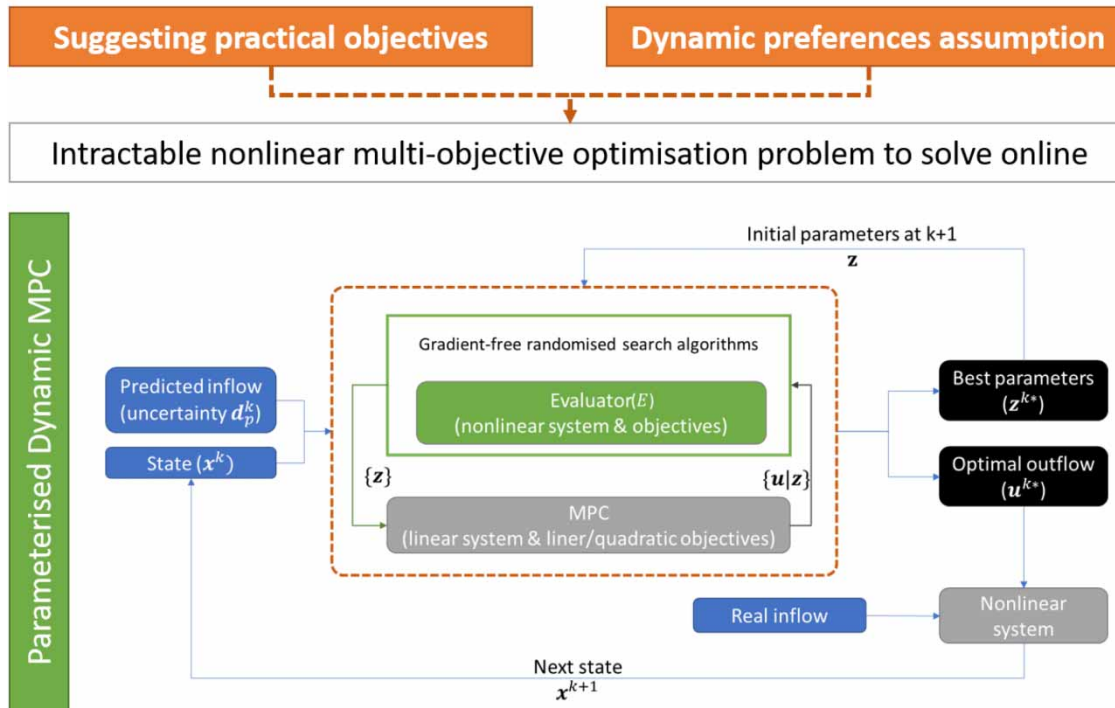 Suggesting practical objectives
Dynamic preferences assumption
Intractable nonlinear multi-objective optimisation problem to solve online
Parameterised Dynamic MPC
Initial parameters at k+1
z
Gradient-free randomised search algorithms
Predicted inflow
(uncertainty d_p^k)
Evaluator(E)
(nonlinear system & objectives)
Best parameters
(z^{k*})
State (x^k)
{z}
{u|z}
Optimal outflow
(u^{k*})
MPC
(linear system & liner/quadratic objectives)
Real inflow
Nonlinear
system
Next state
x^{k+1}